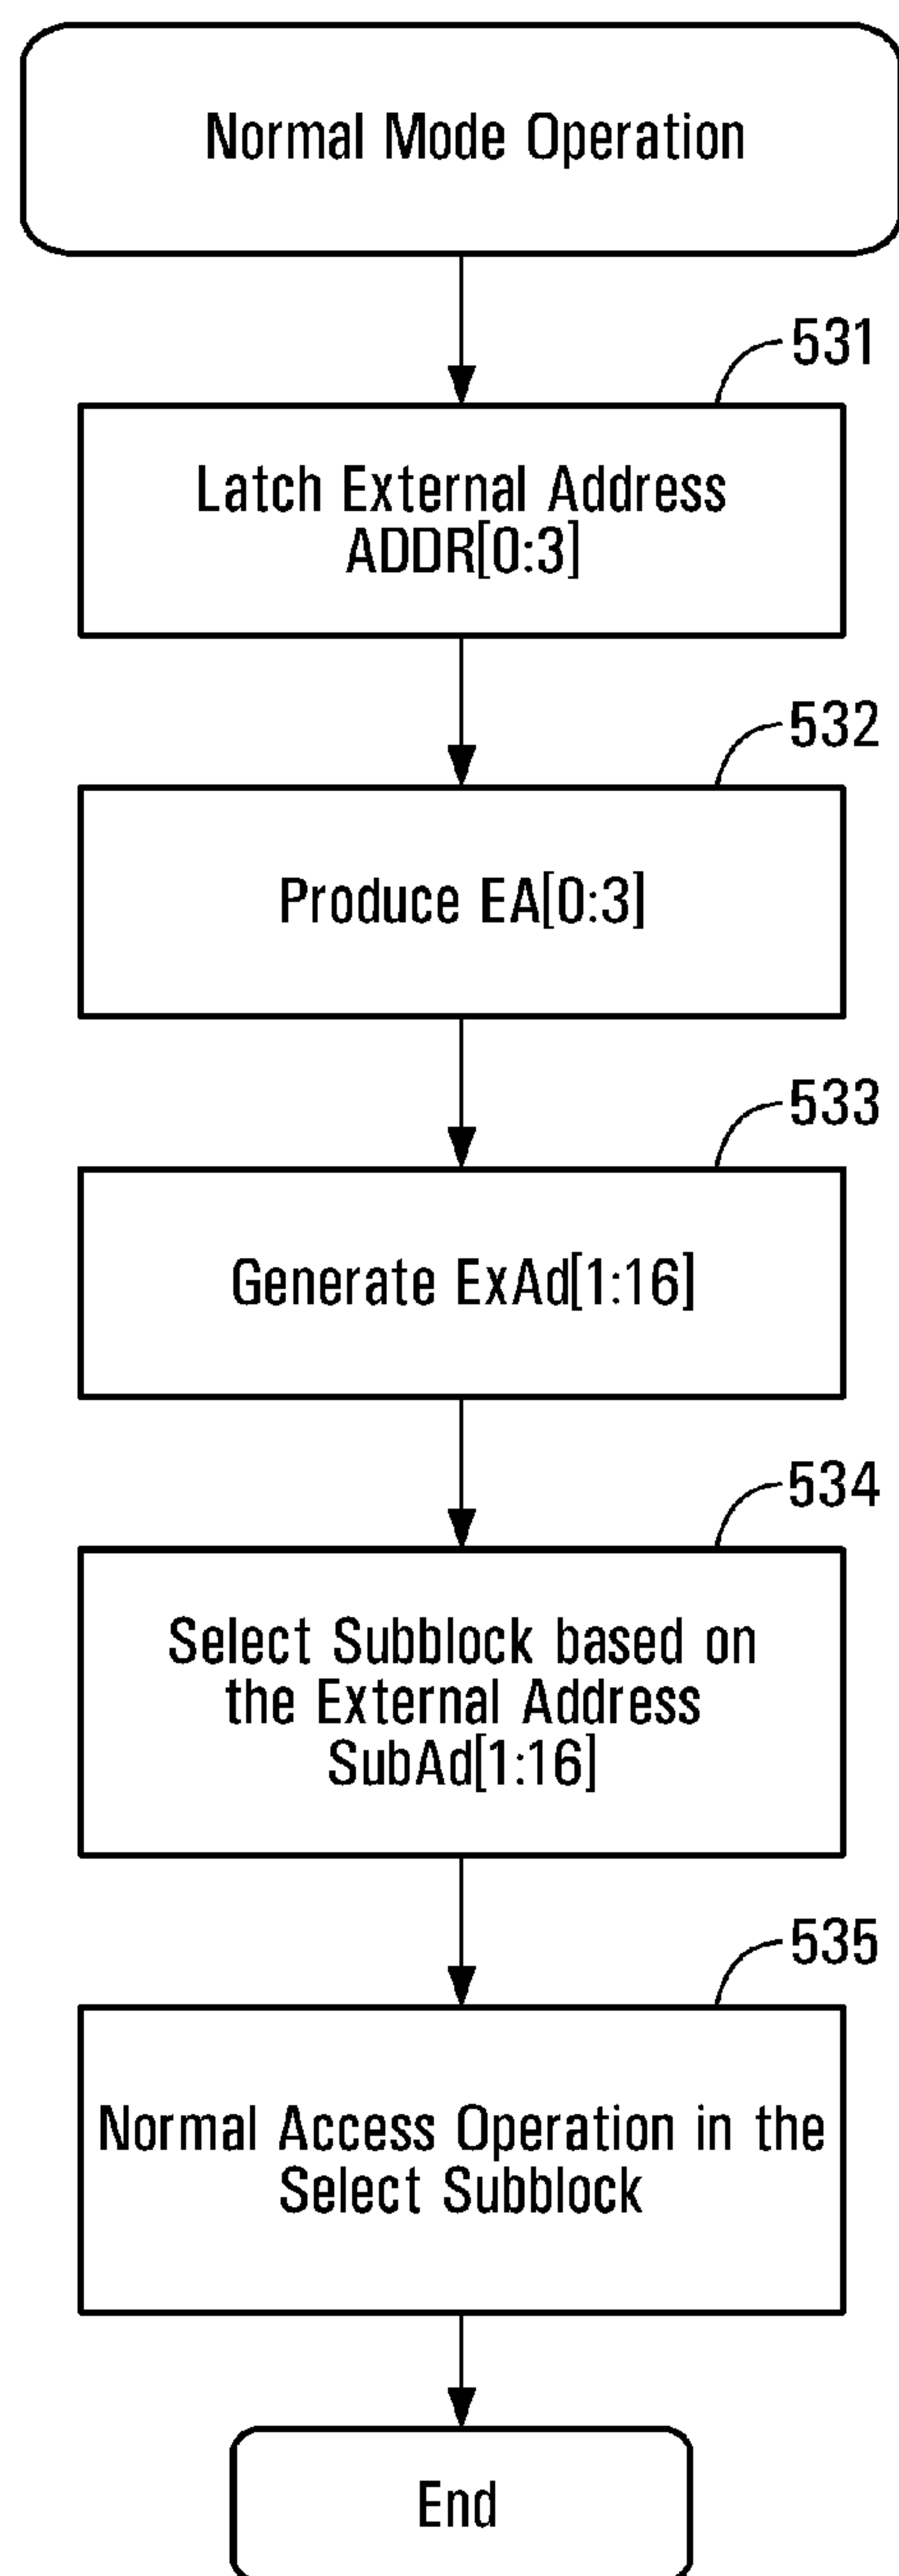 Normal Mode Operation
531
Latch External Address
ADDR[0:3]
532
Produce EA[0:3]
533
Generate ExAd[1:16]
534
Select Subblock based on
the External Address
SubAd[1:16]
535
Normal Access Operation in the
Select Subblock
End